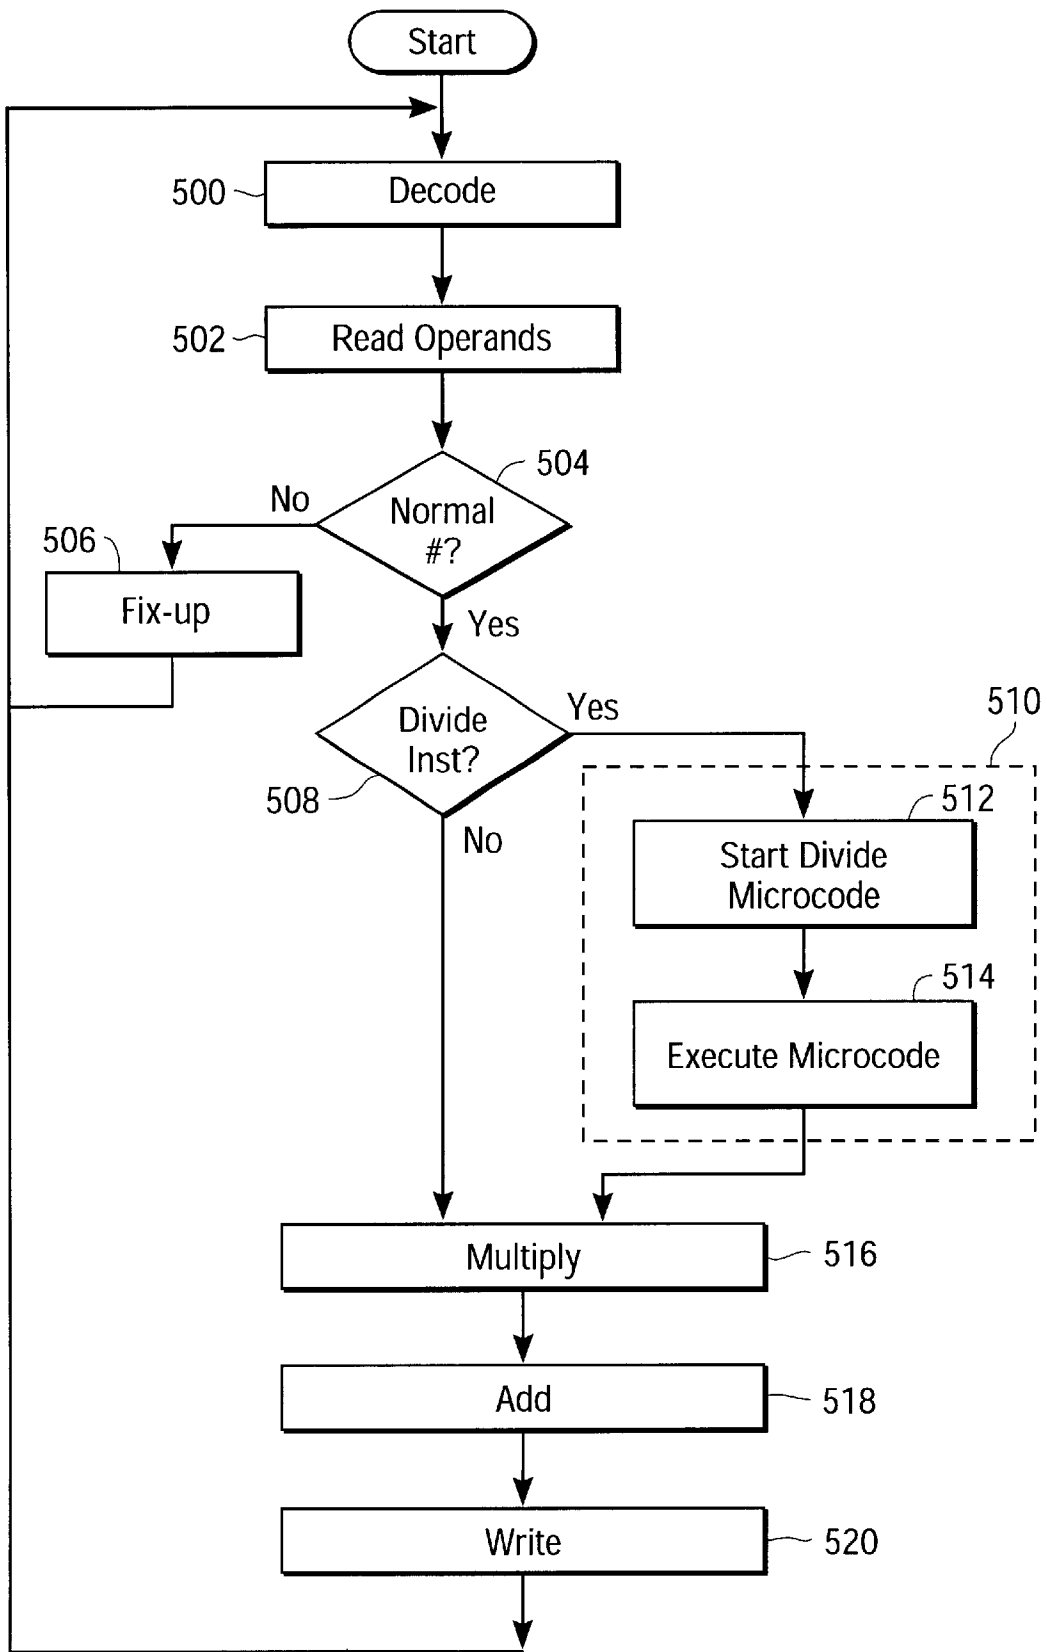 Start
500
Decode
502
Read Operands
504
No
Normal
#?
506
Fix-up
Yes
Divide
Inst?
Yes
510
508
No
512
Start Divide
Microcode
514
Execute Microcode
Multiply
516
Add
518
Write
520